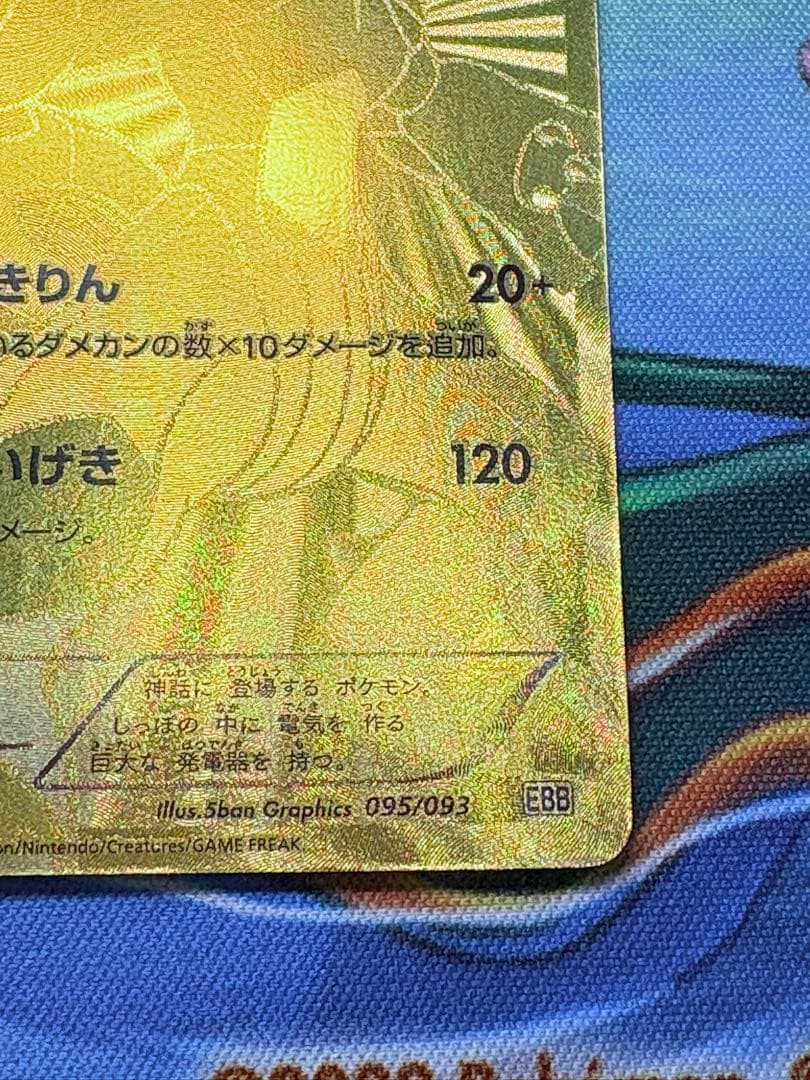 きりん 20+
いるダメカンの数×10ダメージを追加。
いげき 120
メージ。
神話に 登場する ポケモン。
しっぽの 中に 電気を 作る
巨大な 発電器を 持つ。
Illus.5ban Graphics 095/093 EBB
on/Nintendo/Creatures/GAME FREAK